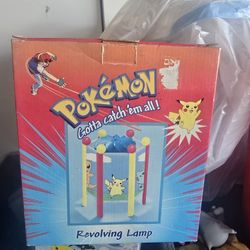 POKéMON
Gotta catch 'em all!
Revolving Lamp